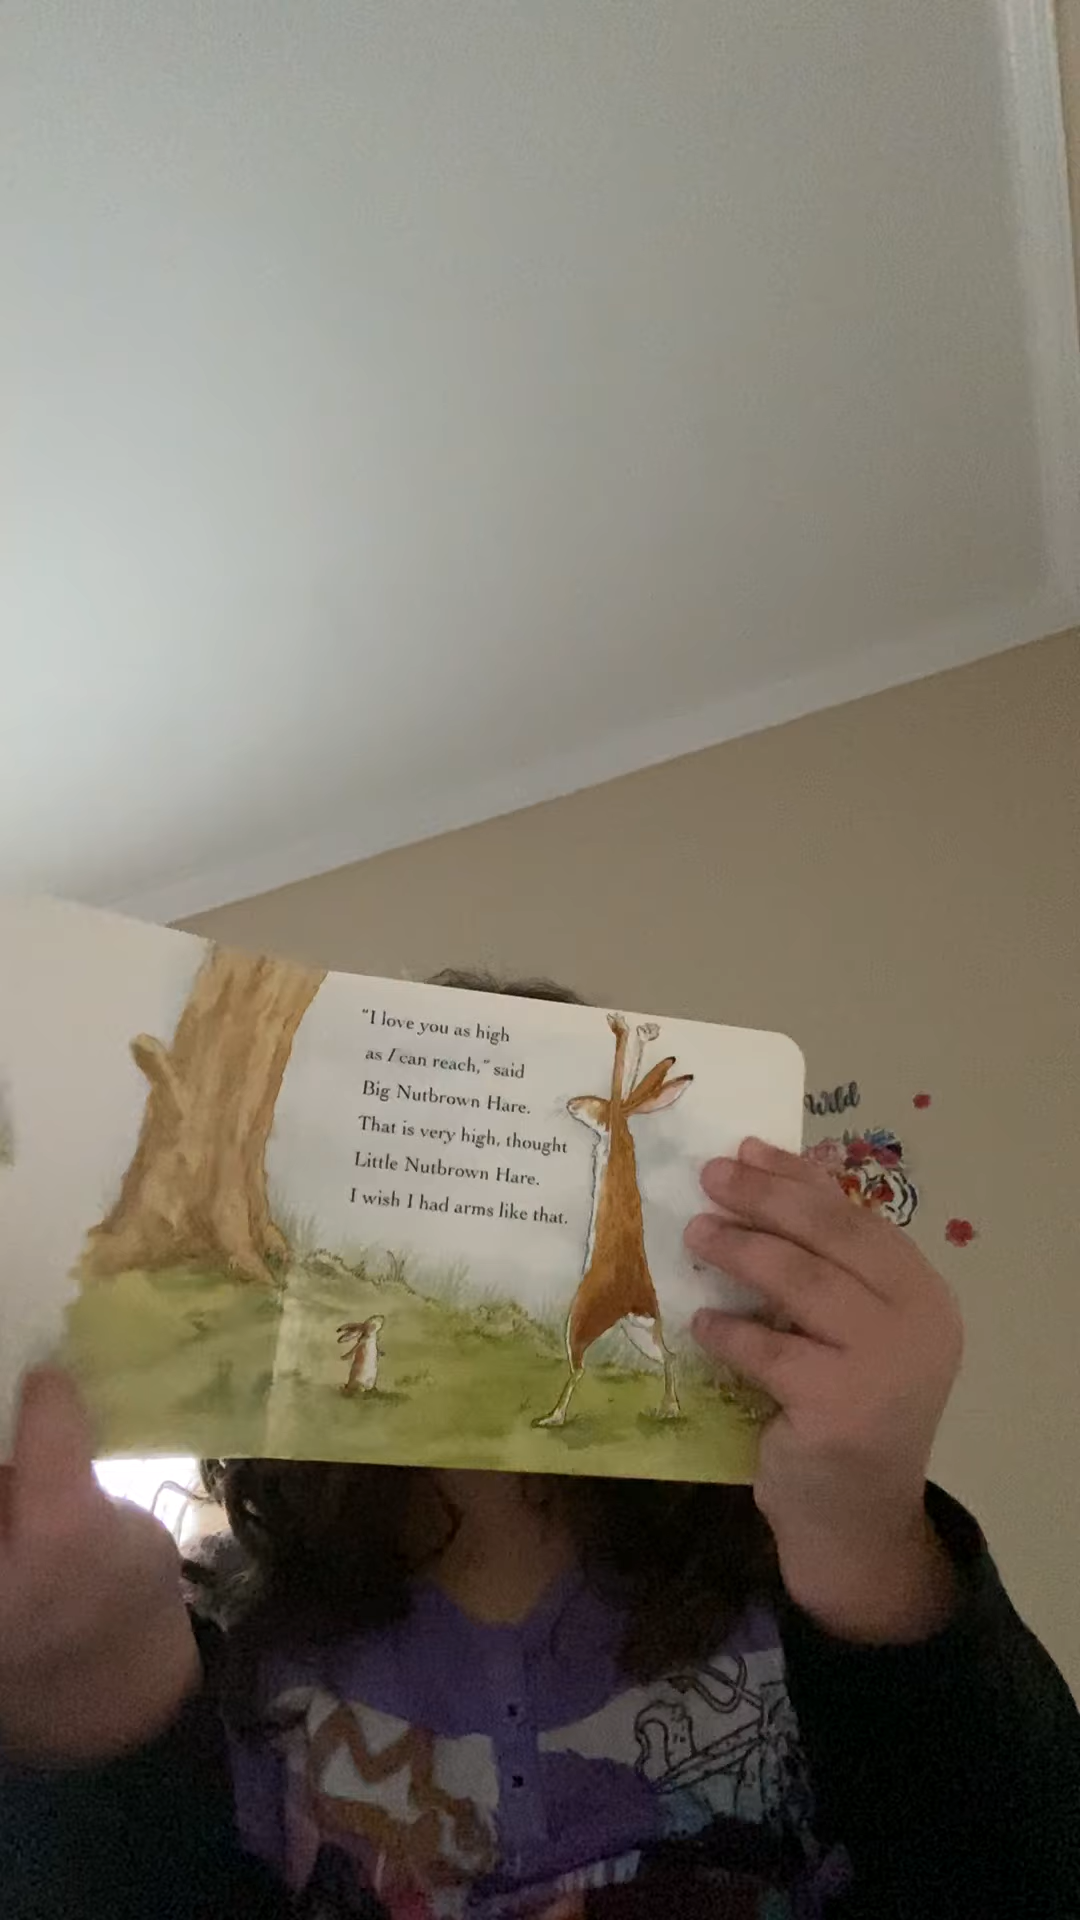 "I love you as high
as I can reach," said
Big Nutbrown Hare.
That is very high, thought
Little Nutbrown Hare.
I wish I had arms like that.
Wild